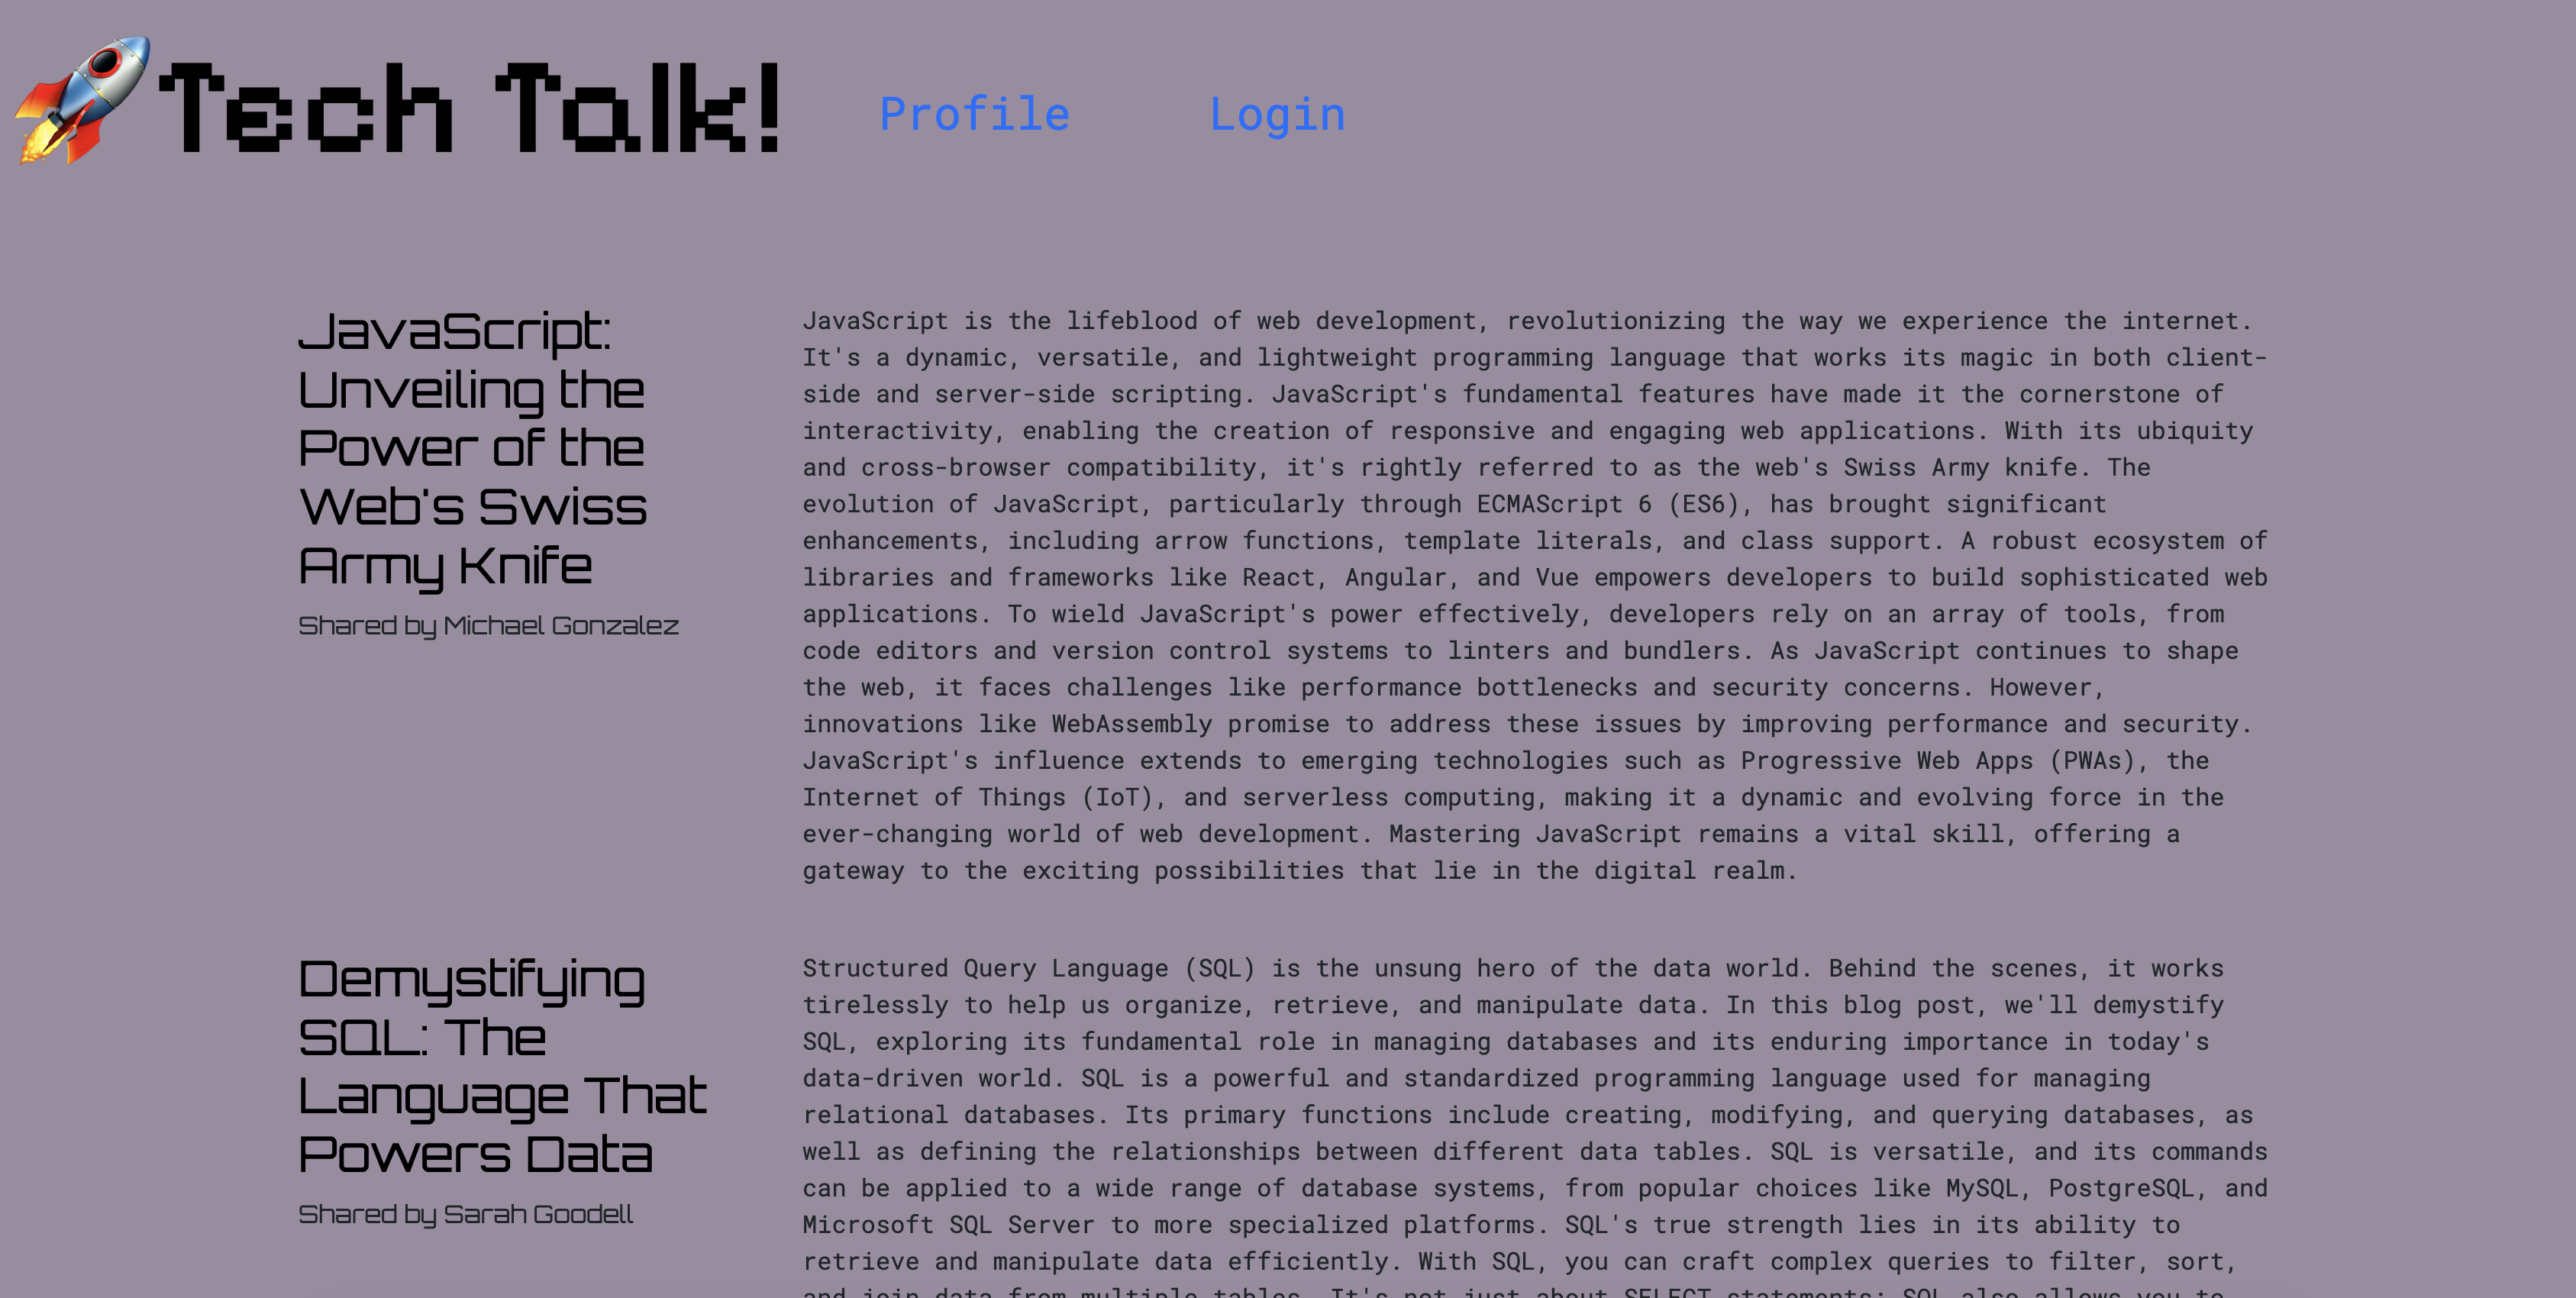 Tech Talk!
Profile
Login
JavaScript:
Unveiling the
Power of the
Web's Swiss
Army Knife
Shared by Michael Gonzalez
JavaScript is the lifeblood of web development, revolutionizing the way we experience the internet.
It's a dynamic, versatile, and lightweight programming language that works its magic in both client-
side and server-side scripting. JavaScript's fundamental features have made it the cornerstone of
interactivity, enabling the creation of responsive and engaging web applications. With its ubiquity
and cross-browser compatibility, it's rightly referred to as the web's Swiss Army knife. The
evolution of JavaScript, particularly through ECMAScript 6 (ES6), has brought significant
enhancements, including arrow functions, template literals, and class support. A robust ecosystem of
libraries and frameworks like React, Angular, and Vue empowers developers to build sophisticated web
applications. To wield JavaScript's power effectively, developers rely on an array of tools, from
code editors and version control systems to linters and bundlers. As JavaScript continues to shape
the web, it faces challenges like performance bottlenecks and security concerns. However,
innovations like WebAssembly promise to address these issues by improving performance and security.
JavaScript's influence extends to emerging technologies such as Progressive Web Apps (PWAs), the
Internet of Things (IoT), and serverless computing, making it a dynamic and evolving force in the
ever-changing world of web development. Mastering JavaScript remains a vital skill, offering a
gateway to the exciting possibilities that lie in the digital realm.
Demystifying
SQL: The
Language That
Powers Data
Shared by Sarah Goodell
Structured Query Language (SQL) is the unsung hero of the data world. Behind the scenes, it works
tirelessly to help us organize, retrieve, and manipulate data. In this blog post, we'll demystify
SQL, exploring its fundamental role in managing databases and its enduring importance in today's
data-driven world. SQL is a powerful and standardized programming language used for managing
relational databases. Its primary functions include creating, modifying, and querying databases, as
well as defining the relationships between different data tables. SQL is versatile, and its commands
can be applied to a wide range of database systems, from popular choices like MySQL, PostgreSQL, and
Microsoft SQL Server to more specialized platforms. SQL's true strength lies in its ability to
retrieve and manipulate data efficiently. With SQL, you can craft complex queries to filter, sort,
and join data from multiple tables. It's not just about SELECT statements; SQL also allows you to